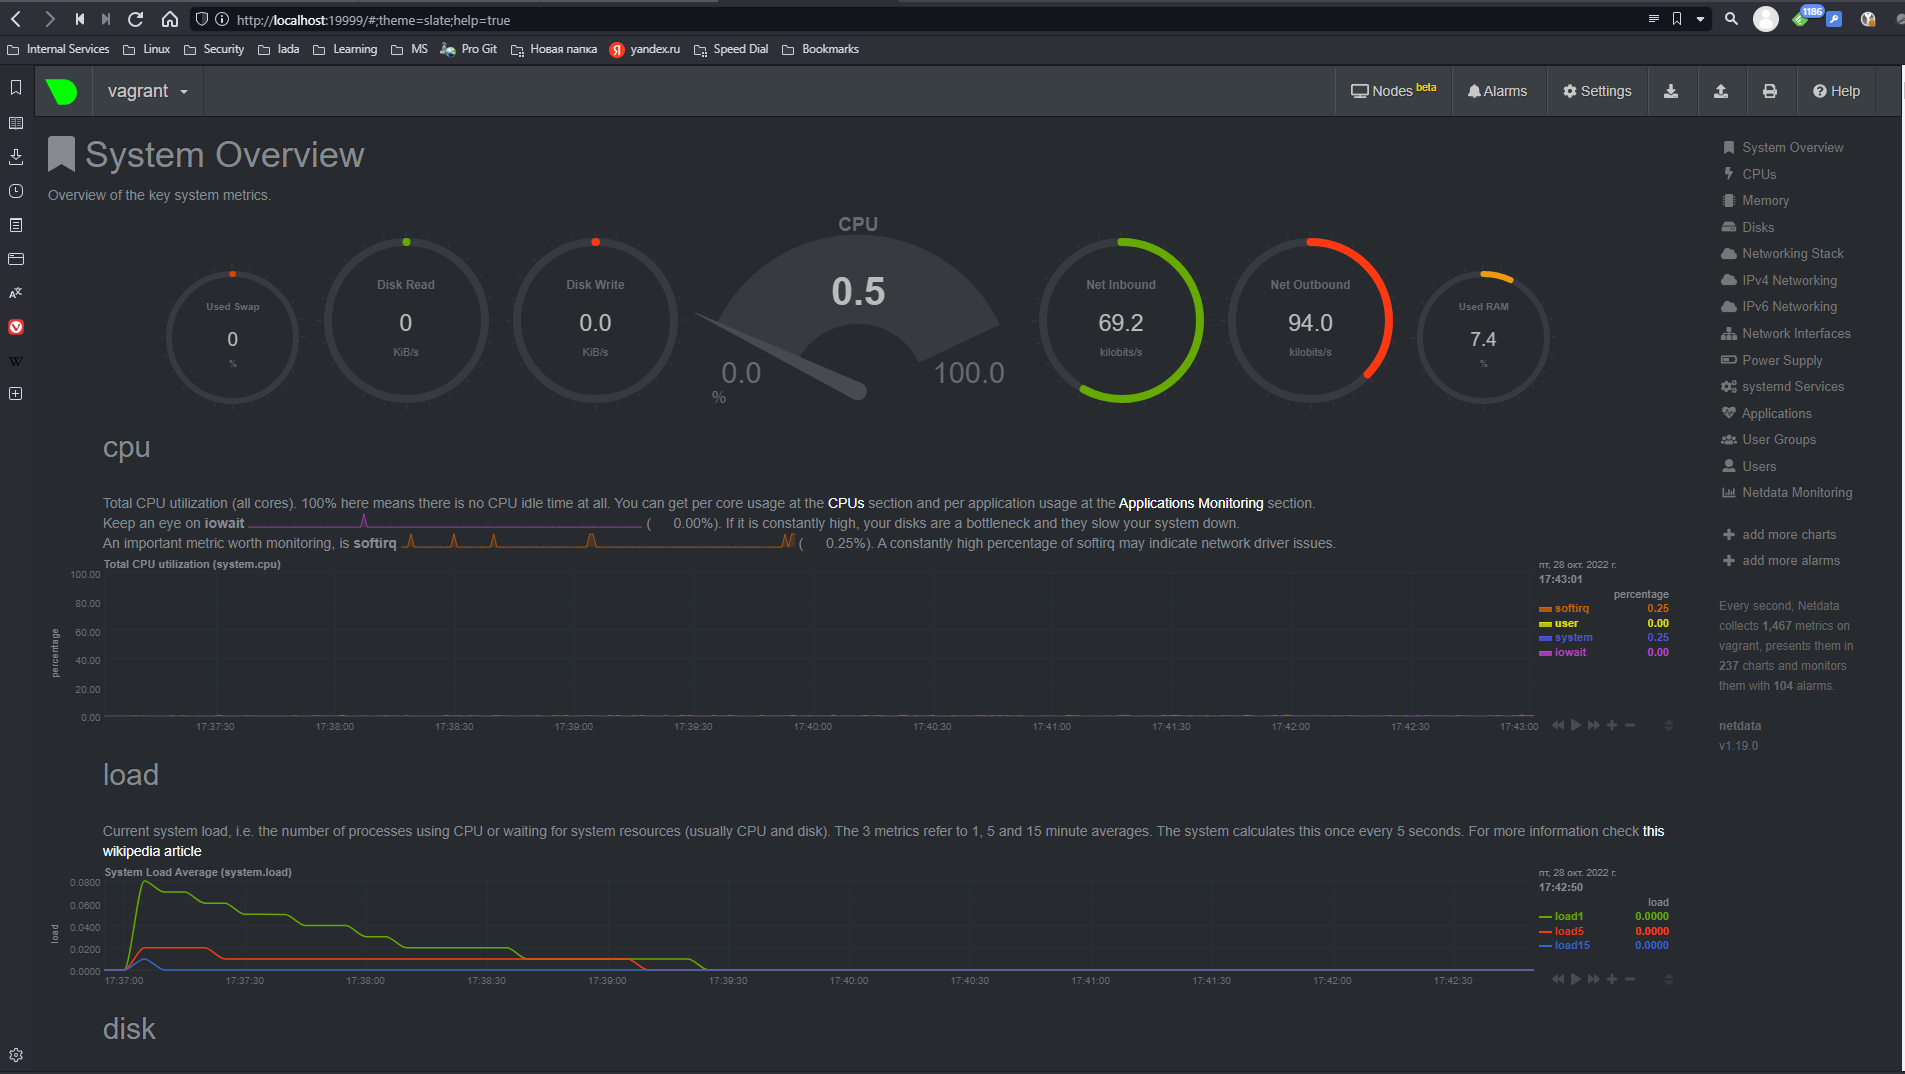 http://localhost:19999/#;theme=slate;help=true
1186
Internal Services Linux Security lada Learning MS Pro Git Новая папка yandex.ru Speed Dial Bookmarks
vagrant
Nodes beta Alarms Settings Help
System Overview
Overview of the key system metrics.
Used Swap
0
%
Disk Read
0
KiB/s
Disk Write
0.0
KiB/s
CPU
0.5
0.0 100.0
%
Net Inbound
69.2
kilobits/s
Net Outbound
94.0
kilobits/s
Used RAM
7.4
%
cpu
Total CPU utilization (all cores). 100% here means there is no CPU idle time at all. You can get per core usage at the CPUs section and per application usage at the Applications Monitoring section.
Keep an eye on iowait ( 0.00%). If it is constantly high, your disks are a bottleneck and they slow your system down.
An important metric worth monitoring, is softirq ( 0.25%). A constantly high percentage of softirq may indicate network driver issues.
Total CPU utilization (system.cpu)
100.00
80.00
60.00
40.00
20.00
0.00
percentage
17:37:30 17:38:00 17:38:30 17:39:00 17:39:30 17:40:00 17:40:30 17:41:00 17:41:30 17:42:00 17:42:30 17:43:00
пт, 28 окт. 2022 г.
17:43:01
percentage
softirq 0.25
user 0.00
system 0.25
iowait 0.00
load
Current system load, i.e. the number of processes using CPU or waiting for system resources (usually CPU and disk). The 3 metrics refer to 1, 5 and 15 minute averages. The system calculates this once every 5 seconds. For more information check this
wikipedia article
System Load Average (system.load)
0.0800
0.0600
0.0400
0.0200
0.0000
load
17:37:00 17:37:30 17:38:00 17:38:30 17:39:00 17:39:30 17:40:00 17:40:30 17:41:00 17:41:30 17:42:00 17:42:30
пт, 28 окт. 2022 г.
17:42:50
load
load1 0.0000
load5 0.0000
load15 0.0000
disk
System Overview
CPUs
Memory
Disks
Networking Stack
IPv4 Networking
IPv6 Networking
Network Interfaces
Power Supply
systemd Services
Applications
User Groups
Users
Netdata Monitoring
add more charts
add more alarms
Every second, Netdata
collects 1,467 metrics on
vagrant, presents them in
237 charts and monitors
them with 104 alarms.
netdata
v1.19.0